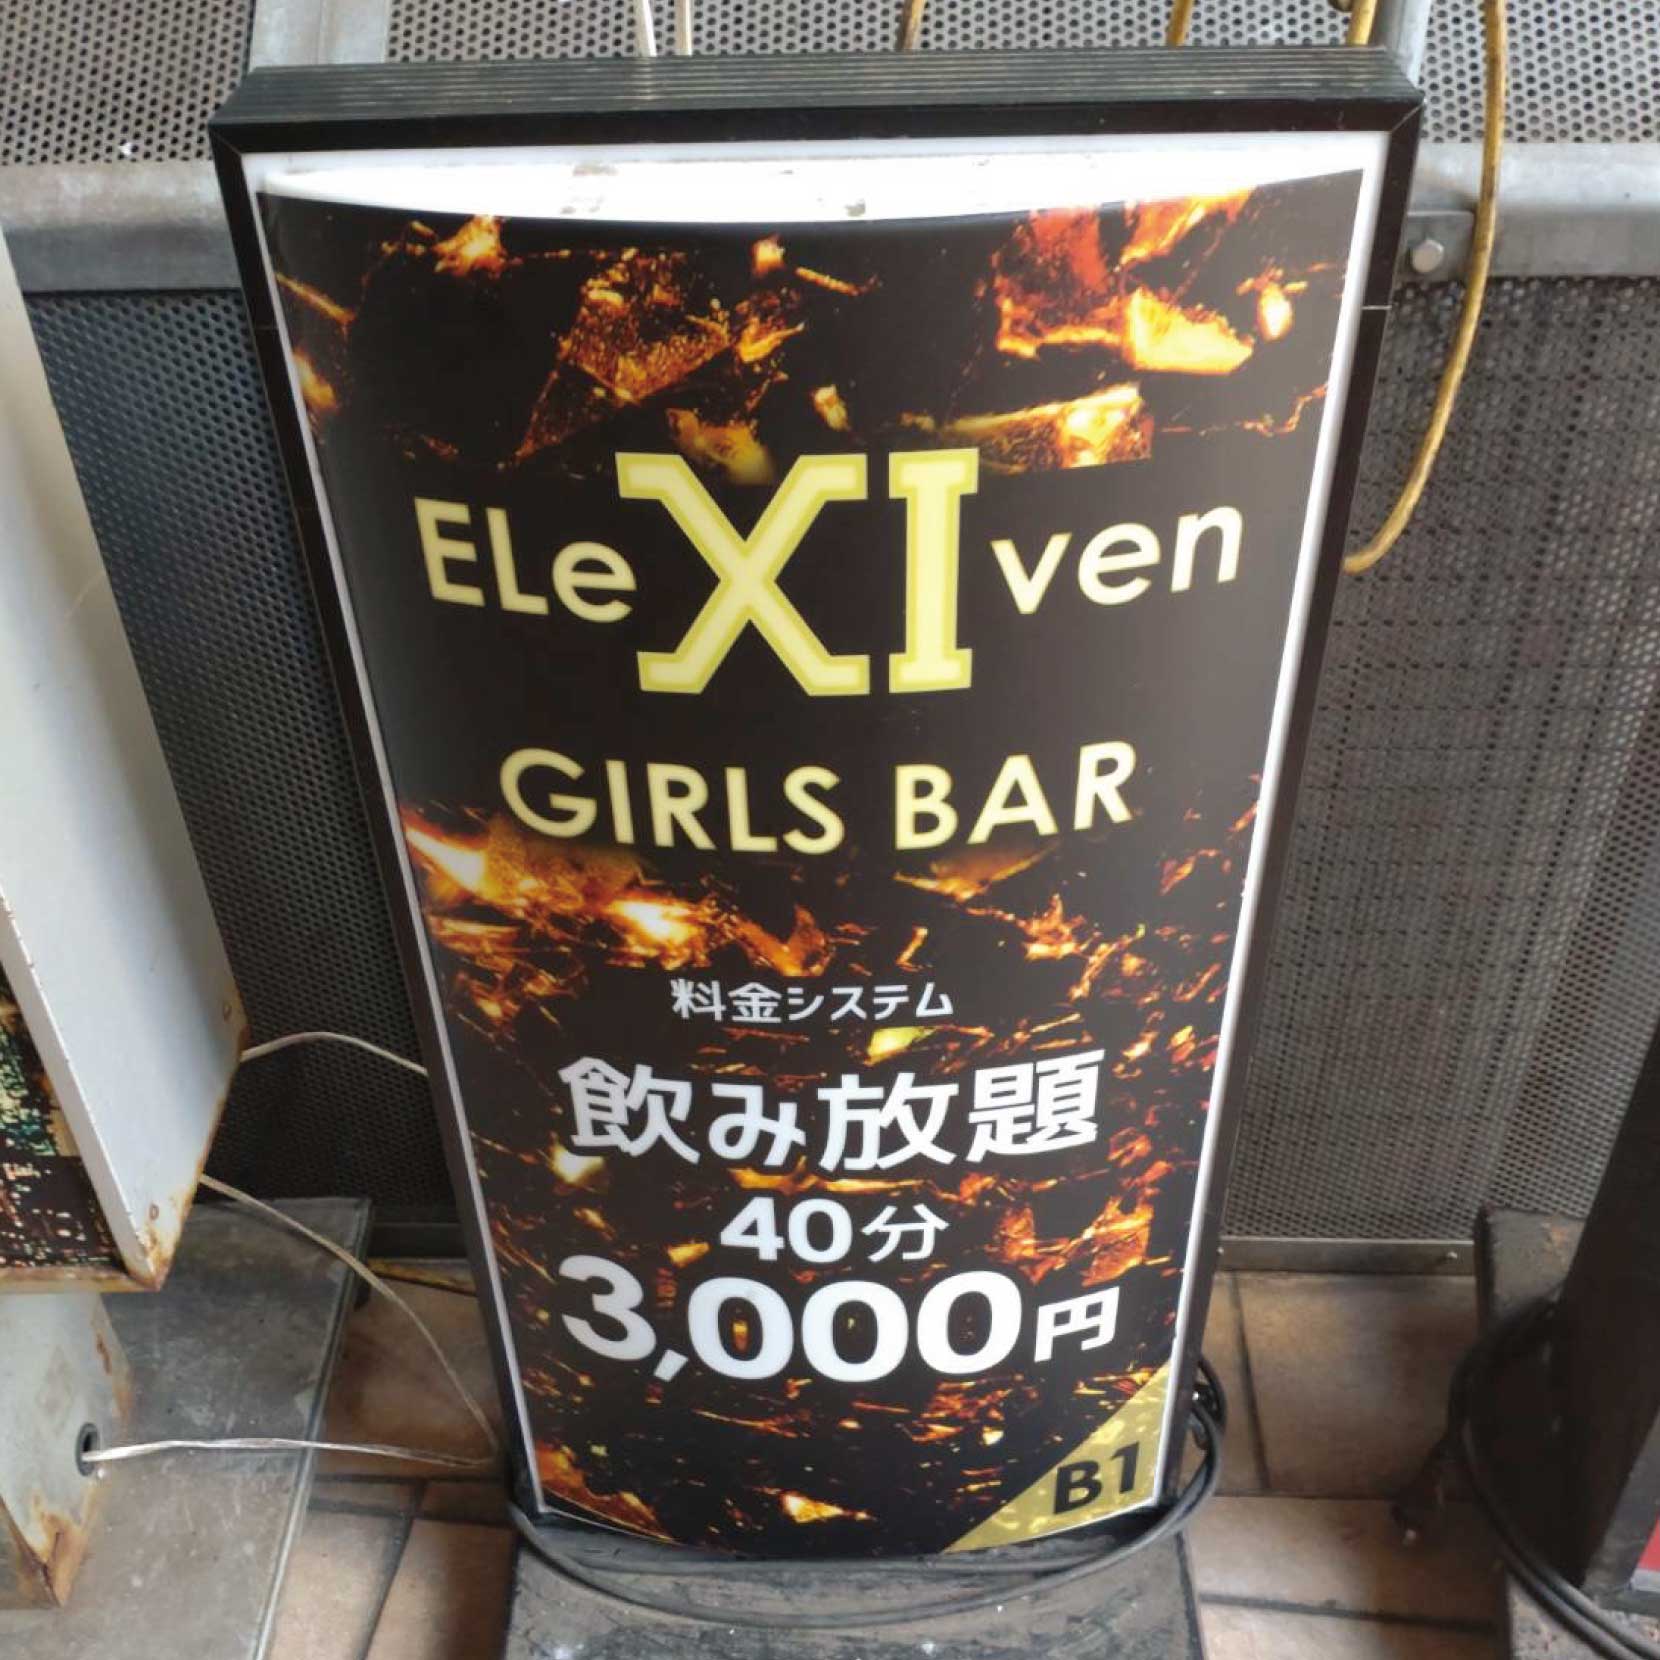 ELeXIven
GIRLS BAR
料金システム
飲み放題
40分
3,000円
B1